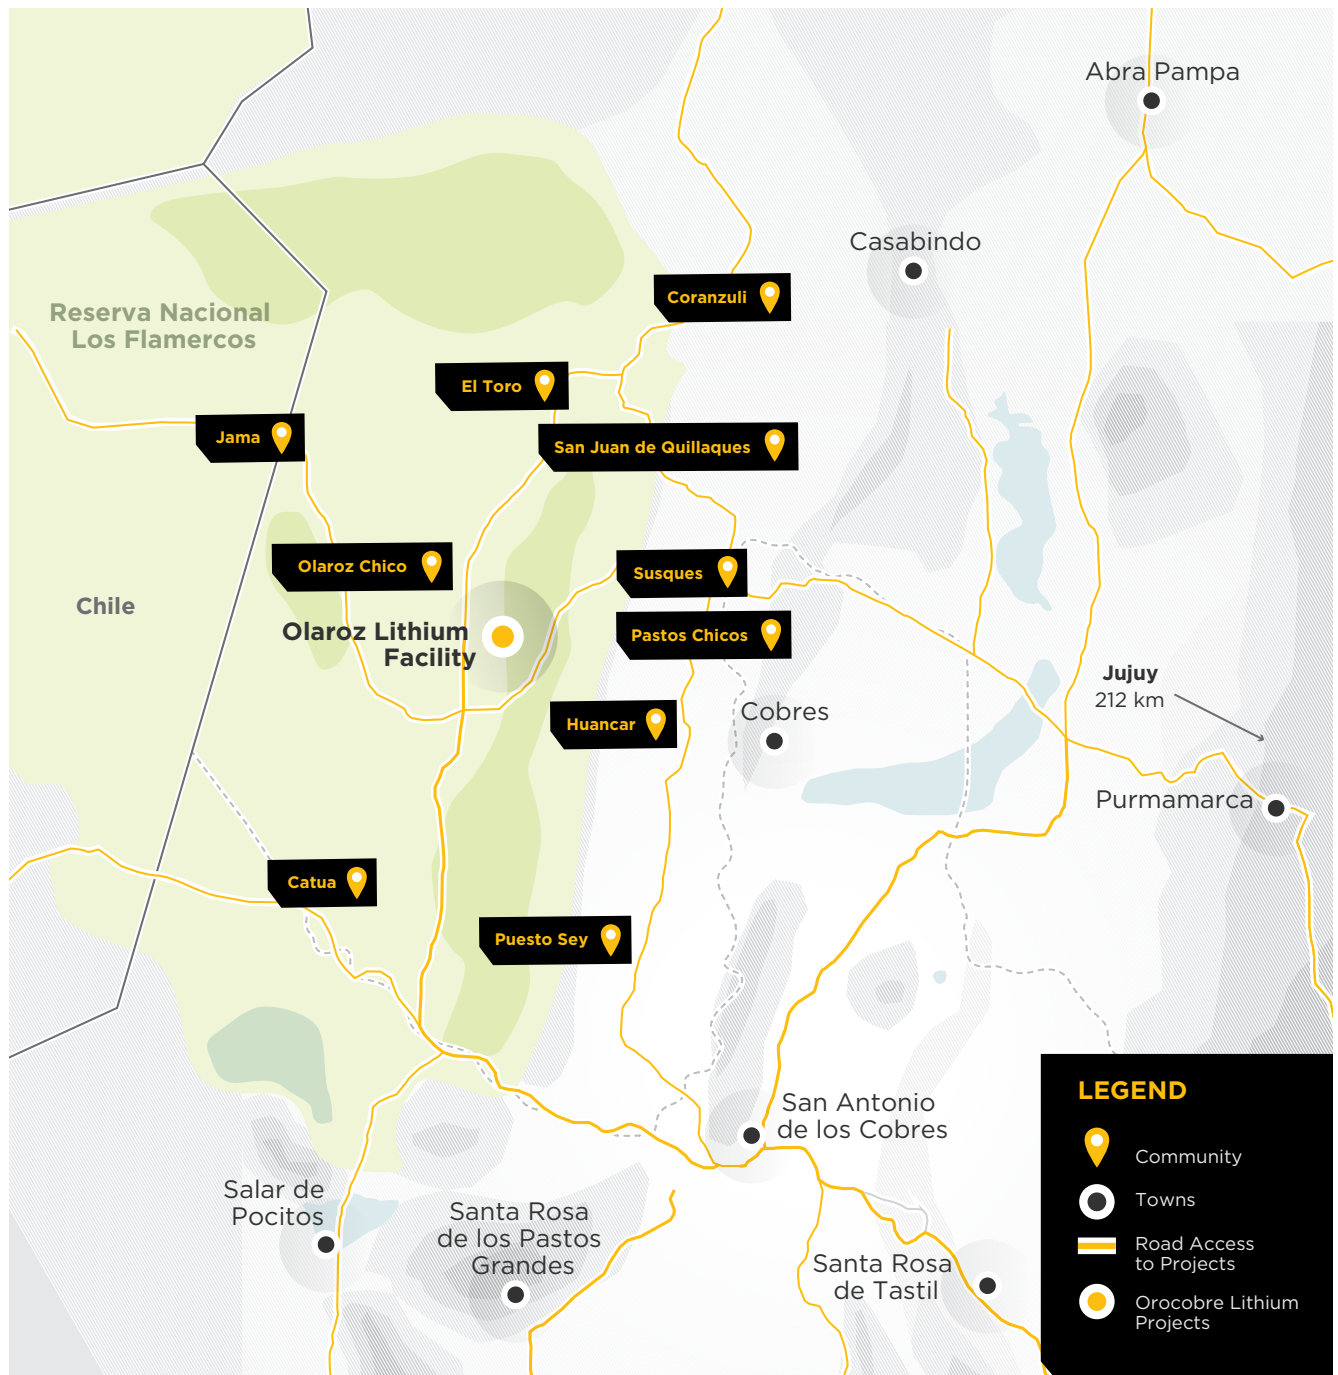 Abra Pampa
Casabindo
Coranzuli
Reserva Nacional
Los Flamercos
El Toro
Jama
San Juan de Quillaques
Olaroz Chico
Susques
Chile
Olaroz Lithium
Facility
Pastos Chicos
Jujuy
212 km
Huancar
Cobres
Purmamarca
Catua
Puesto Sey
San Antonio
de los Cobres
Salar de
Pocitos
Santa Rosa
de los Pastos
Grandes
Santa Rosa
de Tastil
LEGEND
Community
Towns
Road Access
to Projects
Orocobre Lithium
Projects